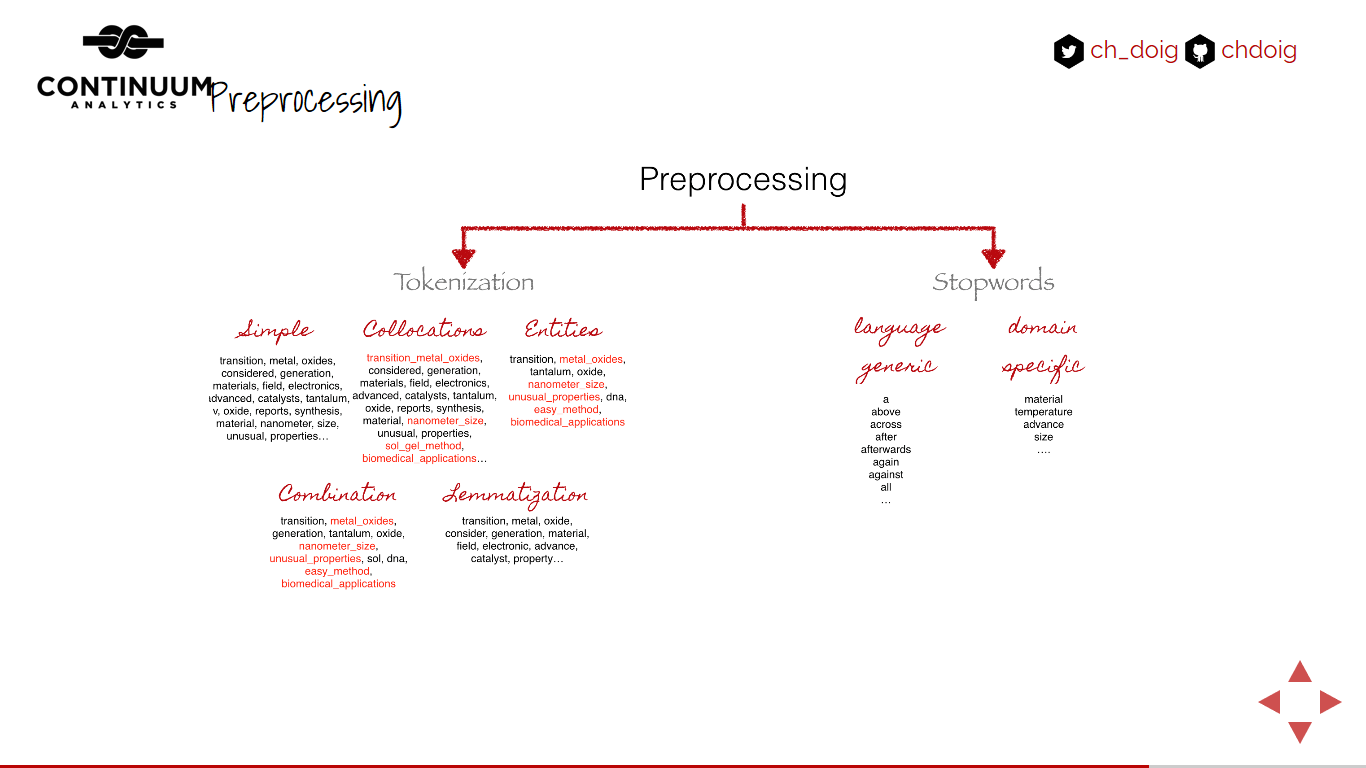 CONTINUUM
ANALYTICS
ch_doig
chdoig
Preprocessing
Preprocessing
Tokenization
Simple
transition, metal, oxides,
considered, generation,
materials, field, electronics,
advanced, catalysts, tantalum,
v, oxide, reports, synthesis,
material, nanometer, size,
unusual, properties…
Collocations
transition_metal_oxides,
considered, generation,
materials, field, electronics,
advanced, catalysts, tantalum,
oxide, reports, synthesis,
material, nanometer_size,
unusual, properties,
sol_gel_method,
biomedical_applications…
Entities
transition, metal_oxides,
tantalum, oxide,
nanometer_size,
unusual_properties, dna,
easy_method,
biomedical_applications
Combination
transition, metal_oxides,
generation, tantalum, oxide,
nanometer_size,
unusual_properties, sol, dna,
easy_method,
biomedical_applications
Lemmatization
transition, metal, oxide,
consider, generation, material,
field, electronic, advance,
catalyst, property…
Stopwords
language
generic
a
above
across
after
afterwards
again
against
all
…
domain
specific
material
temperature
advance
size
….